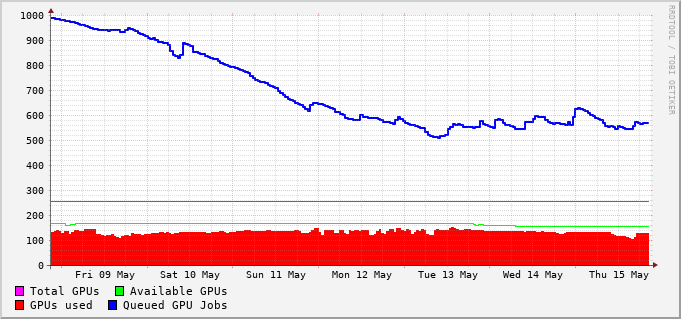 RRDTOOL / TOBI OETIKER
1000
900
800
700
600
500
400
300
200
100
0
Fri 09 May Sat 10 May Sun 11 May Mon 12 May Tue 13 May Wed 14 May Thu 15 May
Total GPUs Available GPUs
GPUs used Queued GPU Jobs